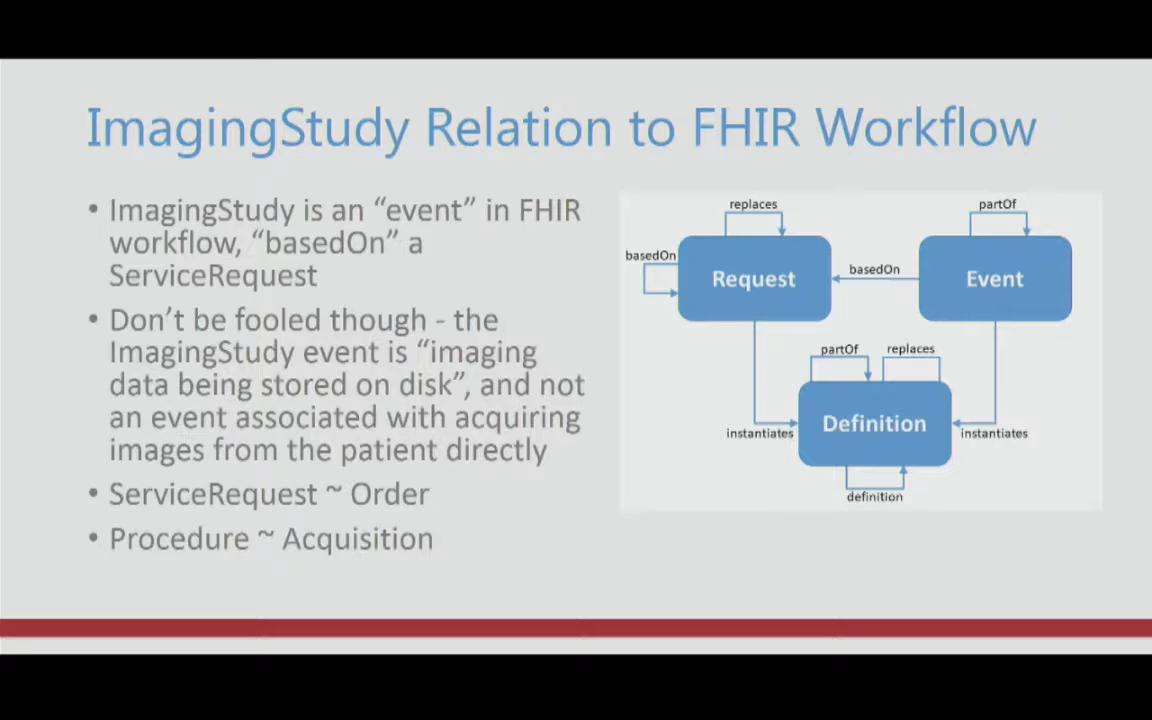 ImagingStudy Relation to FHIR Workflow
• ImagingStudy is an “event” in FHIR
workflow, “basedOn” a
ServiceRequest
• Don’t be fooled though - the
ImagingStudy event is “imaging
data being stored on disk”, and not
an event associated with acquiring
images from the patient directly
• ServiceRequest ~ Order
• Procedure ~ Acquisition
replaces
partOf
basedOn
Request
basedOn
Event
partOf
replaces
Definition
instantiates
instantiates
definition